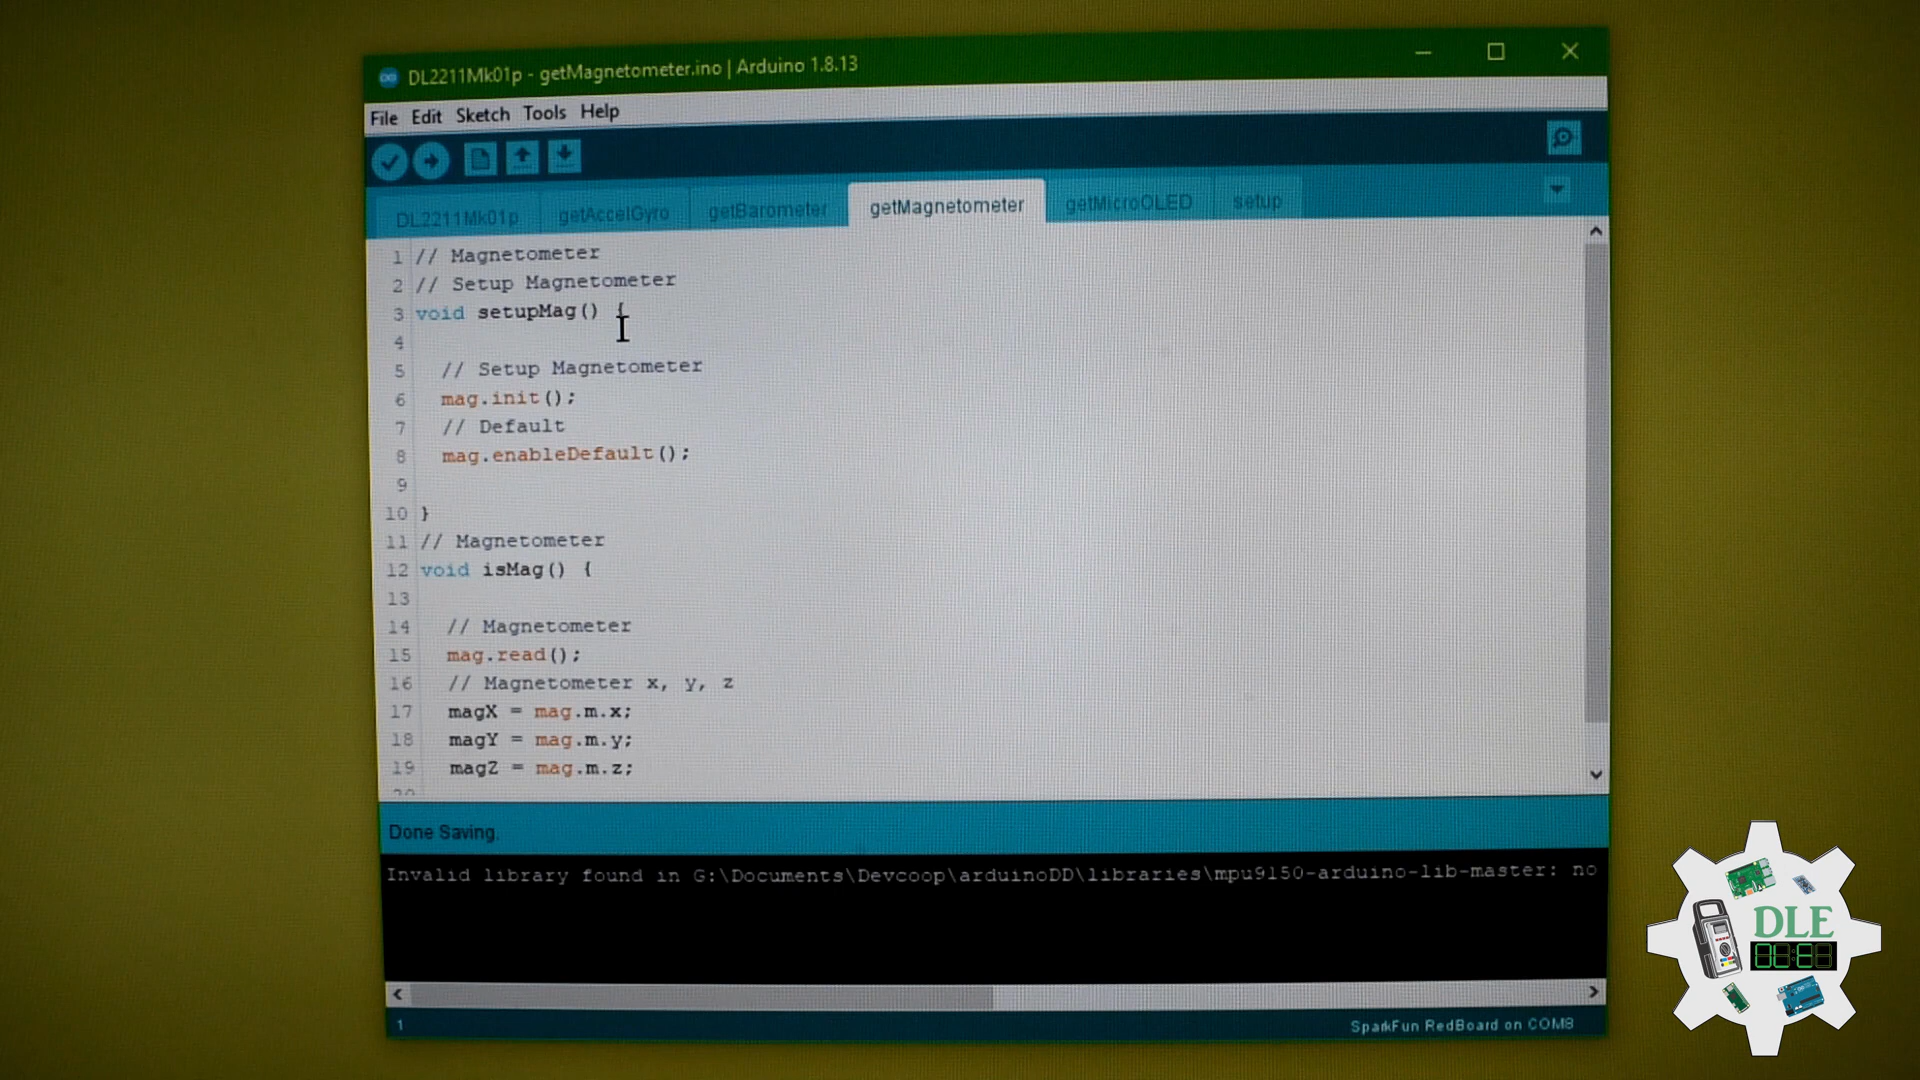 DL2211Mk01p - getMagnetometer.ino | Arduino 1.8.13
File Edit Sketch Tools Help
DL2211Mk01p getAccelGyro getBarometer getMagnetometer getMicroOLED setup
1 // Magnetometer
2 // Setup Magnetometer
3 void setupMag() {
4
5 // Setup Magnetometer
6 mag.init();
7 // Default
8 mag.enableDefault();
9
10 }
11 // Magnetometer
12 void isMag() {
13
14 // Magnetometer
15 mag.read();
16 // Magnetometer x, y, z
17 magX = mag.m.x;
18 magY = mag.m.y;
19 magZ = mag.m.z;
20
Done Saving.
Invalid library found in G:\Documents\Devcoop\arduinoDD\libraries\mpu9150-arduino-lib-master: no
1 SparkFun RedBoard on COM8
DLE